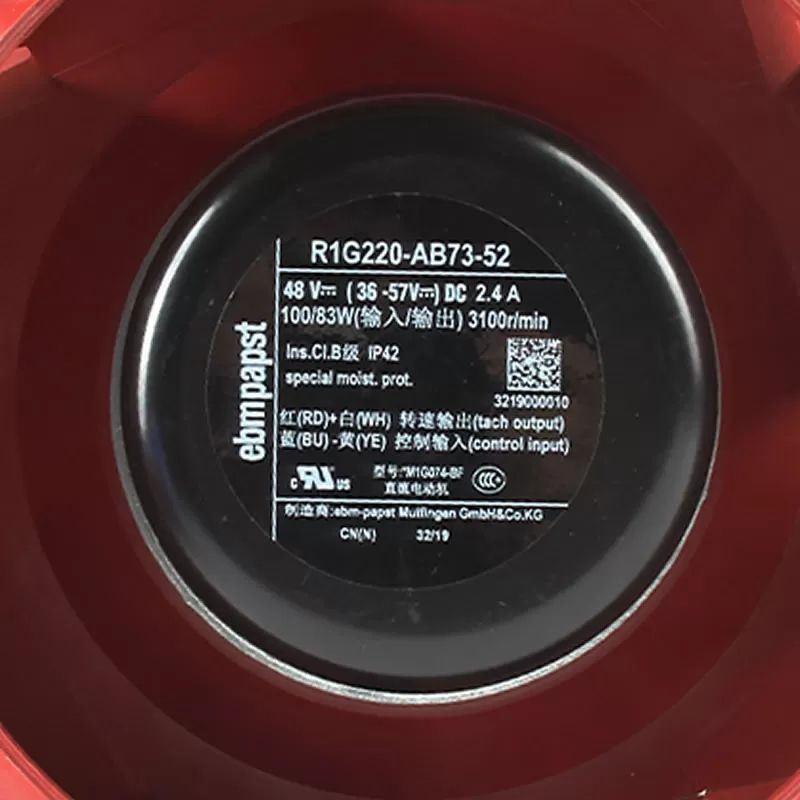 ebmpapst
R1G220-AB73-52
48 V⎓ ( 36 -57V⎓) DC 2.4 A
100/83W(输入/输出) 3100r/min
Ins.Cl.B级 IP42
special moist. prot.
3219000010
红(RD)+白(WH) 转速输出(tach output)
蓝(BU) -黄(YE) 控制输入(control input)
c RU US
型号:*M1G074-BF
CCC
直流电动机
制造商:ebm-papst Mulfingen GmbH&Co.KG
CN(N) 32/19